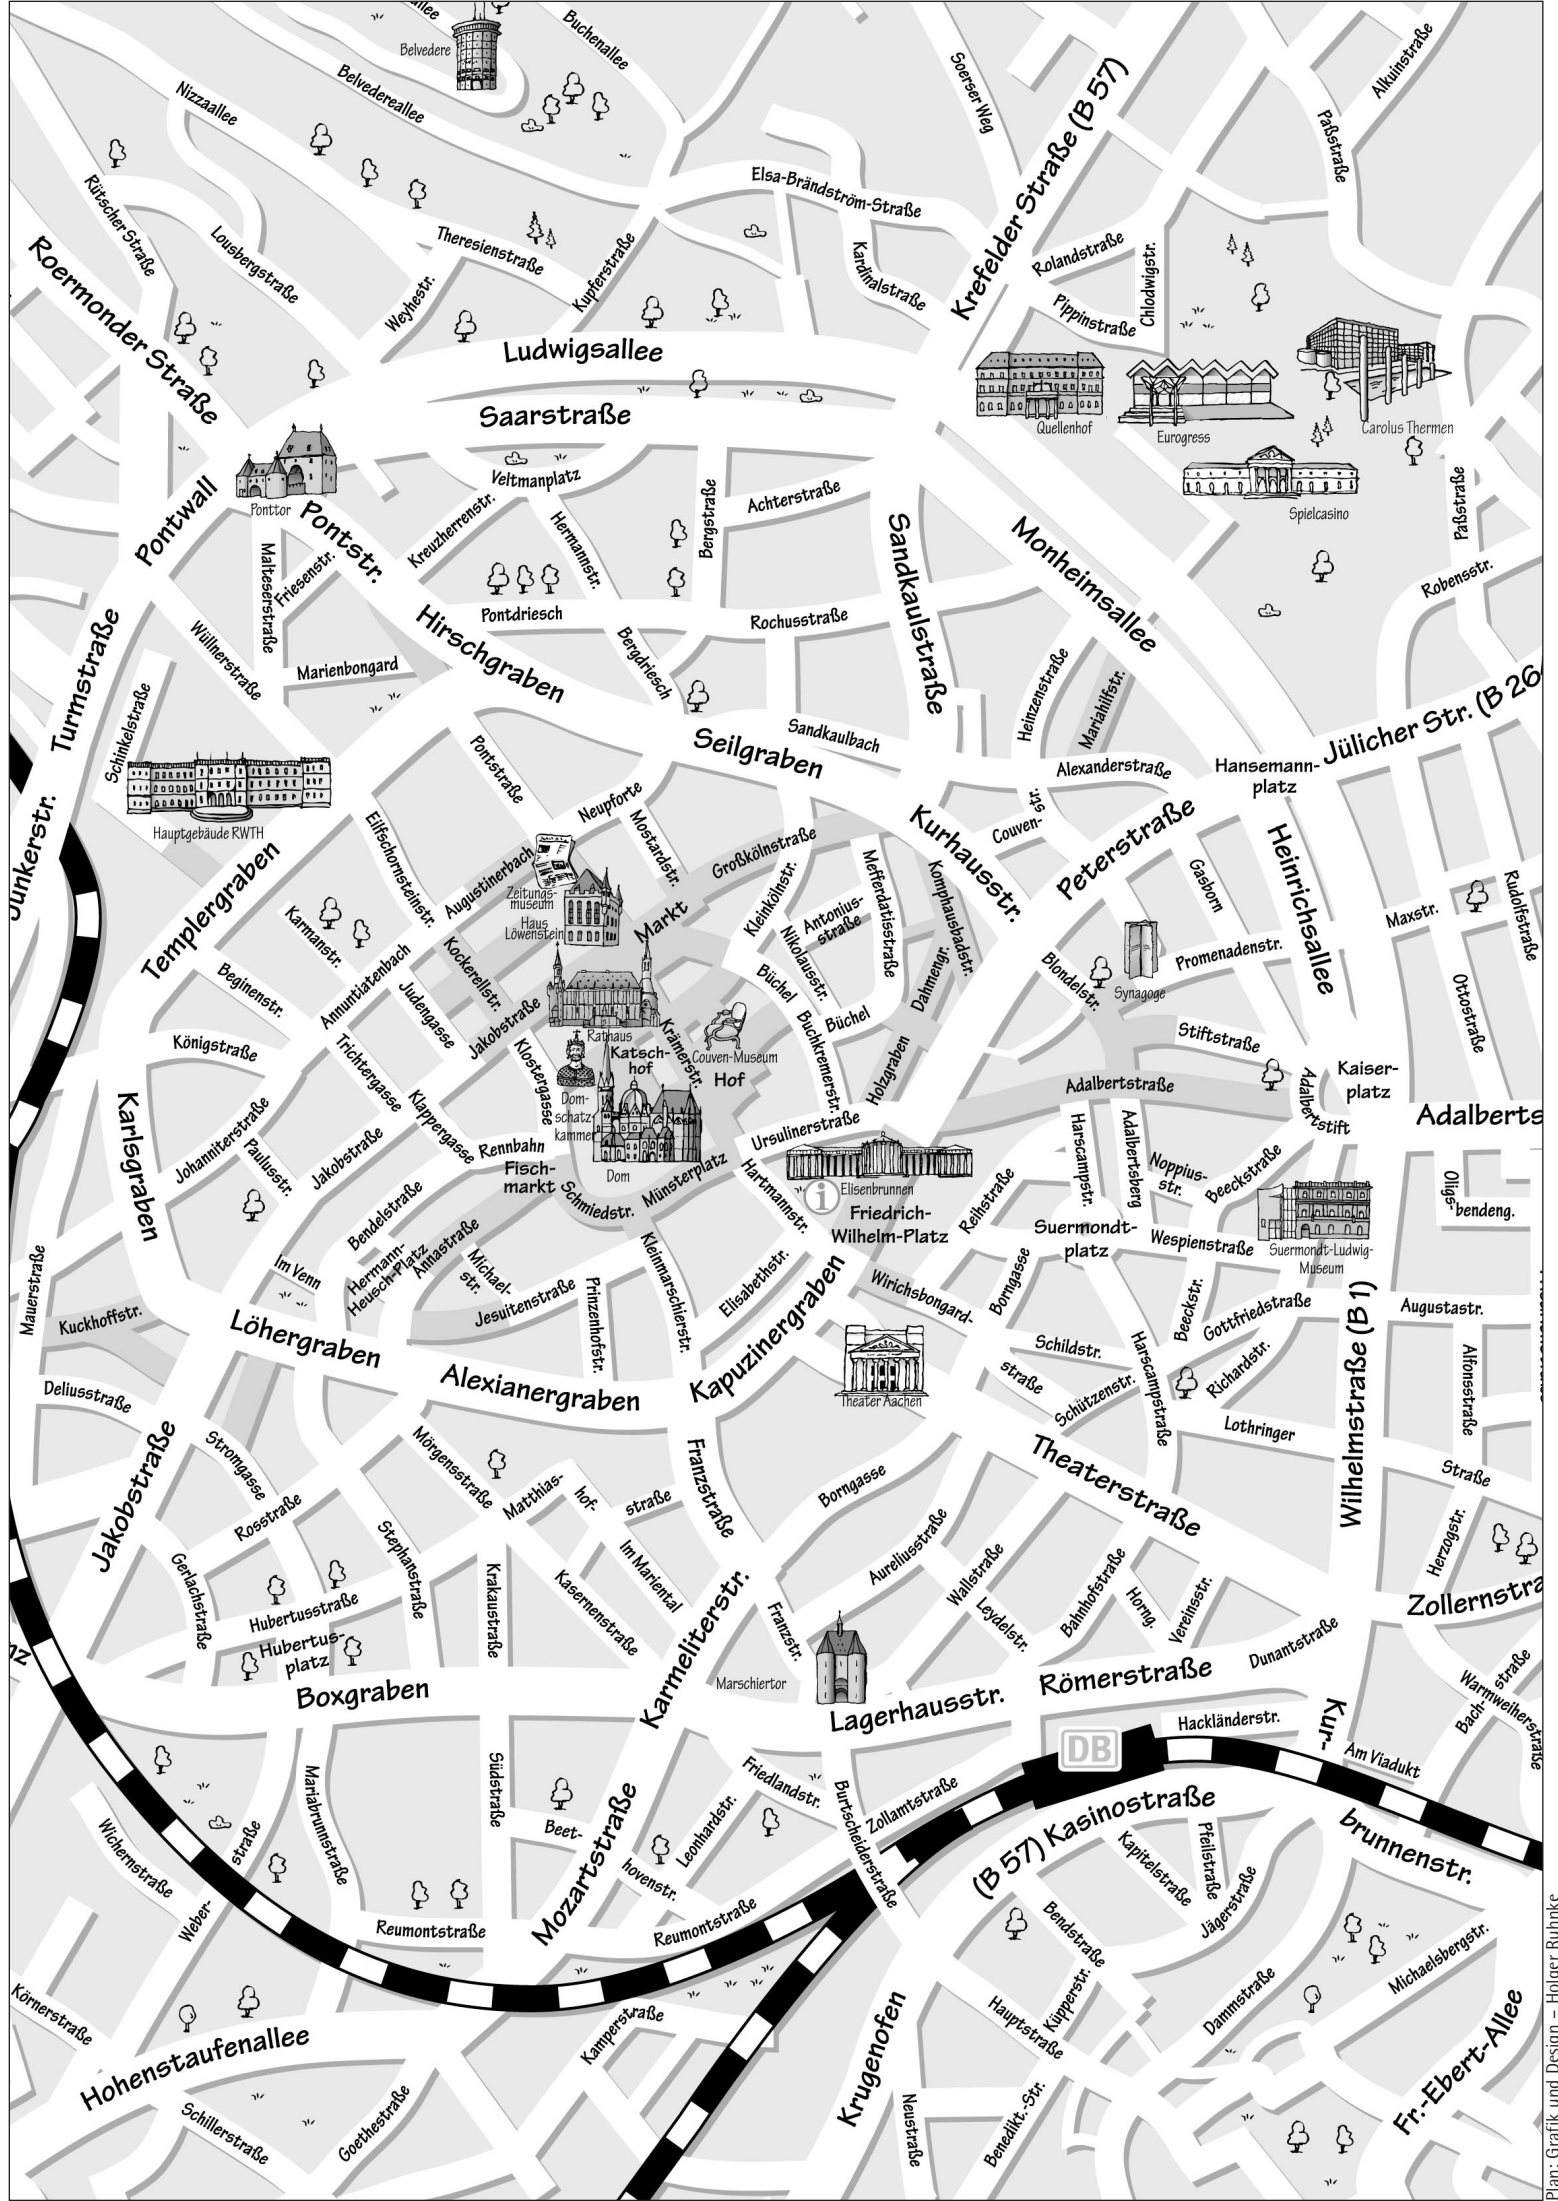 allee
Belvedere
Buchenallee
Belvedereallee
Nizzaallee
Soerser Weg
Krefelder Straße (B 57)
Alkuinstraße
Paßstraße
Elsa-Brändström-Straße
Rütscher Straße
Lousbergstraße
Theresienstraße
Weyhestr.
Kupferstraße
Kardinalstraße
Rolandstraße
Chlodwigstr.
Pippinstraße
Roermonder Straße
Ludwigsallee
Saarstraße
Quellenhof
Eurogress
Carolus Thermen
Spielcasino
Ponttor
Pontwall
Pontstr.
Veltmanplatz
Kreuzherrenstr.
Hermannstr.
Bergstraße
Achterstraße
Sandkaulstraße
Monheimsallee
Paßstraße
Robensstr.
Malteserstraße
Friesenstr.
Pontdriesch
Rochusstraße
Hirschgraben
Bergdriesch
Wüllnerstraße
Marienbongard
Turmstraße
Schinkelstraße
Heinzenstraße
Mariahilfstr.
Jülicher Str. (B 26
Sandkaulbach
Seilgraben
Pontstraße
Alexanderstraße
Hansemann-
platz
Hauptgebäude RWTH
Junkerstr.
Neupforte
Mostardstr.
Eilfschornsteinstr.
Augustinerbach
Großkölnstraße
Kurhausstr.
Couven-
str.
Peterstraße
Gasborn
Heinrichsallee
Rudolfstraße
Maxstr.
Templergraben
Karmanstr.
Zeitungs-
museum
Haus
Löwenstein
Markt
Kleinkölnstr.
Antonius-
straße
Mefferdatisstraße
Komphausbadstr.
Nikolausstr.
Dahmengr.
Blondelstr.
Synagoge
Promenadenstr.
Ottostraße
Beginenstr.
Annuntiatenbach
Kockerellstr.
Judengasse
Jakobstraße
Rathaus
Krämerstr.
Katsch-
hof
Couven-Museum
Hof
Büchel
Büchel
Buchkremerstr.
Holzgraben
Stiftstraße
Königstraße
Trichtergasse
Klostergasse
Dom-
schatz-
kammer
Dom
Adalbertstraße
Adalbertstift
Kaiser-
platz
Adalberts
Karlsgraben
Johanniterstraße
Paulusstr.
Jakobstraße
Klappergasse
Rennbahn
Fisch-
markt
Schmiedstr.
Münsterplatz
Ursulinerstraße
Hartmannstr.
Elisenbrunnen
i
Friedrich-
Wilhelm-Platz
Reihstraße
Harscampstr.
Adalbertsberg
Noppius-
str.
Beeckstraße
Oligs-
bendeng.
Suermondt-
platz
Wespienstraße
Suermondt-Ludwig-
Museum
Mauerstraße
Kuckhoffstr.
Im Venn
Bendelstraße
Hermann-
Heusch-Platz
Annastraße
Michael-
str.
Jesuitenstraße
Prinzenhofstr.
Kleinmarschierstr.
Elisabethstr.
Kapuzinergraben
Wirichsbongard-
straße
Borngasse
Beeckstr.
Gottfriedstraße
Augustastr.
Löhergraben
Alexianergraben
Theater Aachen
Schildstr.
Harscampstraße
Richardstr.
Schützenstr.
Wilhelmstraße (B 1)
Alfonsstraße
Deliusstraße
Jakobstraße
Stromgasse
Rosstraße
Mörgensstraße
Matthias-
hof-
straße
Franzstraße
Borngasse
Theaterstraße
Lothringer
Straße
Herzogstr.
Gerlachstraße
Stephanstraße
Krakaustraße
Kasernenstraße
Im Mariental
Karmeliterstr.
Franzstr.
Aureliusstraße
Wallstraße
Leydelstr.
Bahnhofstraße
Horng.
Vereinsstr.
Dunantstraße
Zollernstra
Hubertusstraße
Hubertus-
platz
Boxgraben
Marschiertor
Lagerhausstr.
Römerstraße
Warmweiherstraße
Bach-
straße
Hackländerstr.
DB
Kur-
brunnenstr.
Am Viadukt
Mariabrunnstraße
Südstraße
Friedlandstr.
Burtscheiderstraße
Zollamtstraße
(B 57) Kasinostraße
Wichernstraße
Weber-
straße
Beet-
hovenstr.
Leonhardstr.
Mozartstraße
Reumontstraße
Reumontstraße
Kapitelstraße
Pfeilstraße
Jägerstraße
Bendstraße
Michaelsbergstr.
Körnerstraße
Hohenstaufenallee
Kamperstraße
Krugenofen
Hauptstraße
Küpperstr.
Dammstraße
Fr.-Ebert-Allee
Schillerstraße
Goethestraße
Neustraße
Benedikt.-Str.
nz
Plan: Grafik und Design – Holger Ruhnke